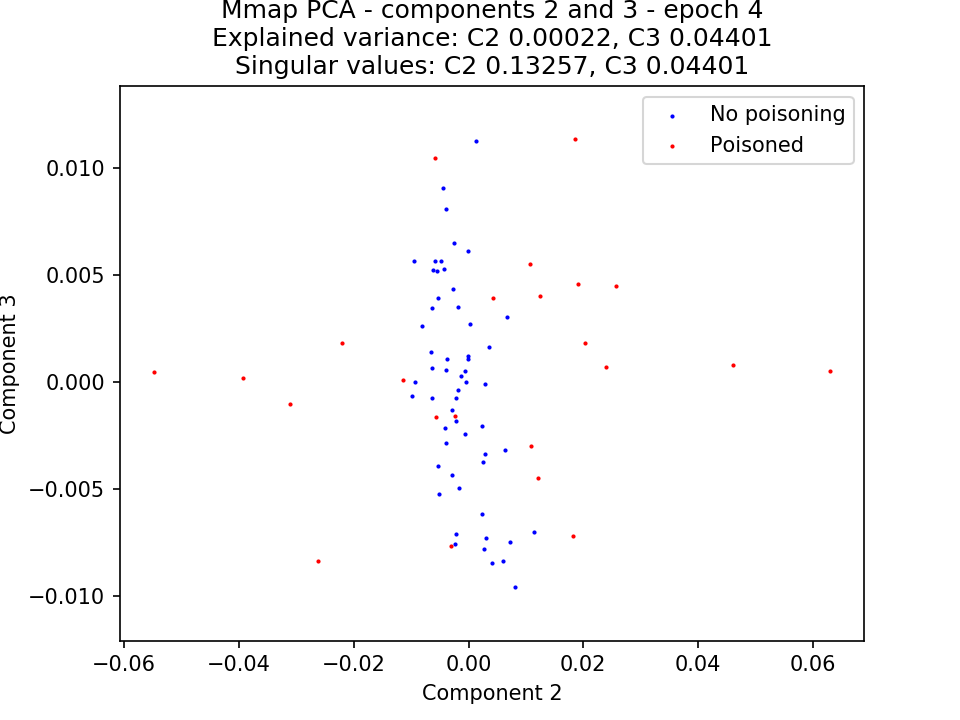 Mmap PCA - components 2 and 3 - epoch 4
Explained variance: C2 0.00022, C3 0.04401
Singular values: C2 0.13257, C3 0.04401
No poisoning
Poisoned
0.010
0.005
0.000
−0.005
−0.010
Component 3
−0.06
−0.04
−0.02
0.00
0.02
0.04
0.06
Component 2